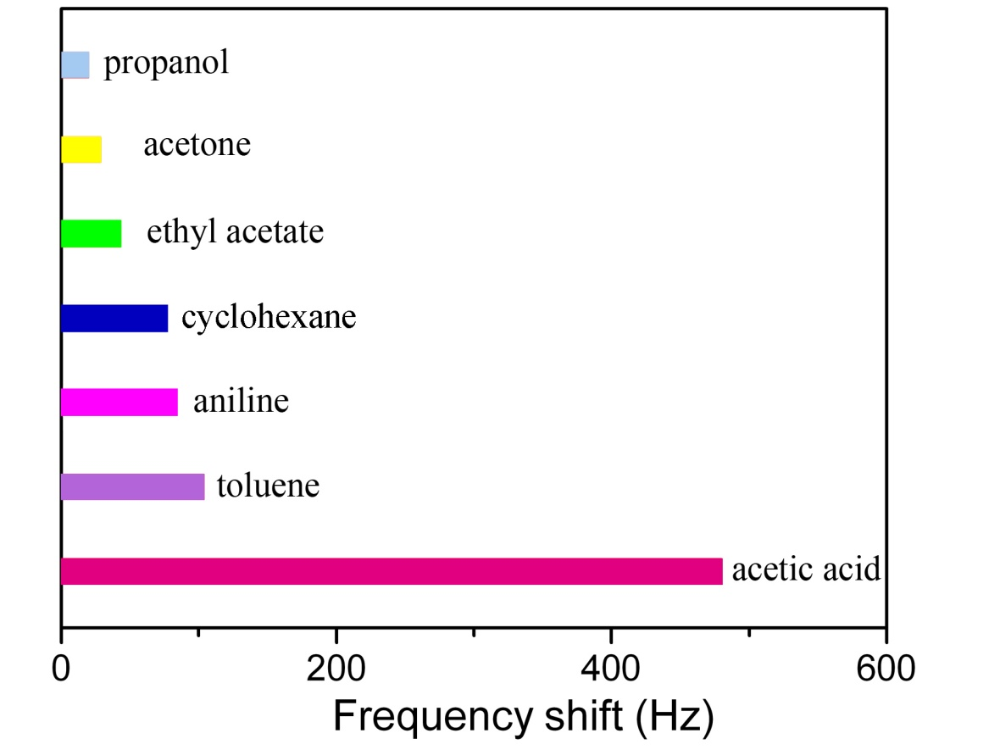 propanol
acetone
ethyl acetate
cyclohexane
aniline
toluene
acetic acid
0 200 400 600
Frequency shift (Hz)